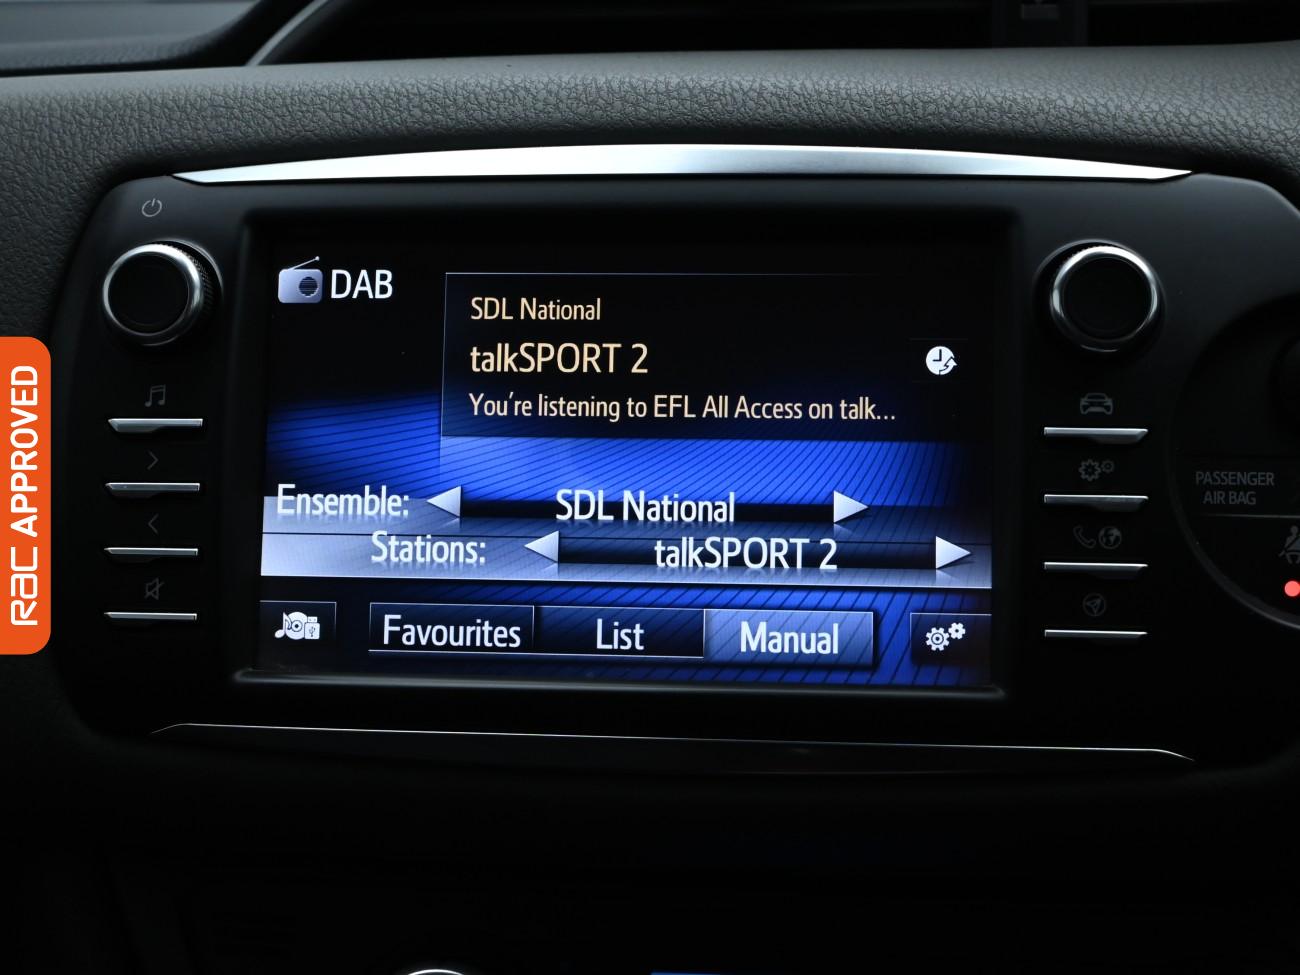 DAB
SDL National
talkSPORT 2
You're listening to EFL All Access on talk...
Ensemble: SDL National
Stations: talkSPORT 2
Favourites List Manual
PASSENGER
AIR BAG
RAC APPROVED